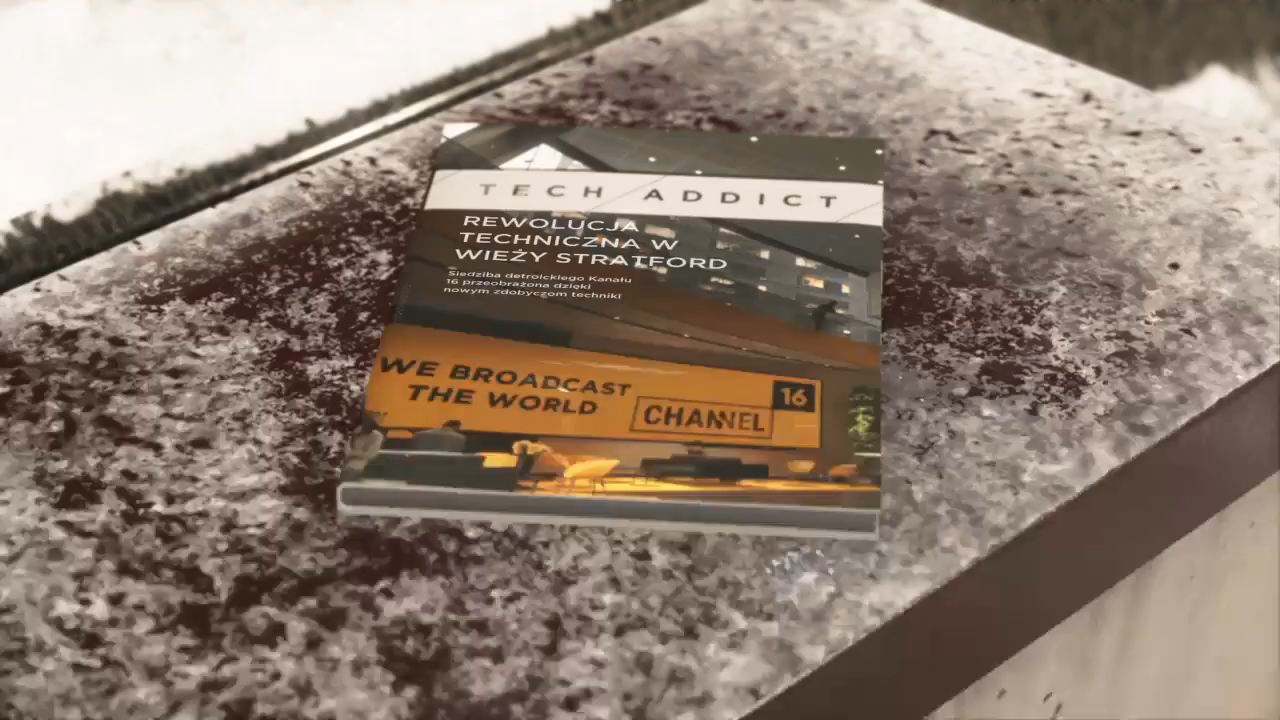 TECH ADDICT
REWOLUCJA
TECHNICZNA W
WIEŻY STRATFORD
Siedziba detroickiego Kanału
16 przeobrażona dzięki
nowym zdobyczom techniki
WE BROADCAST
THE WORLD
CHANNEL
16